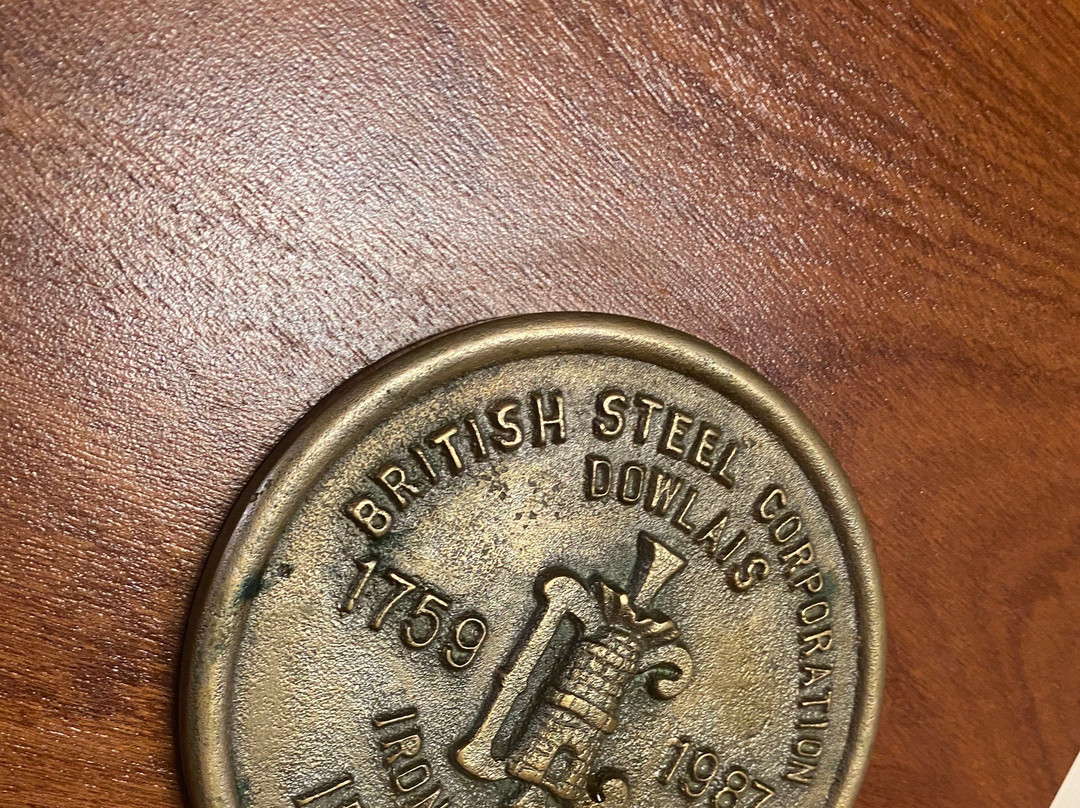 BRITISH STEEL CORPORATION
DOWLAIS
1759
1987
IRON